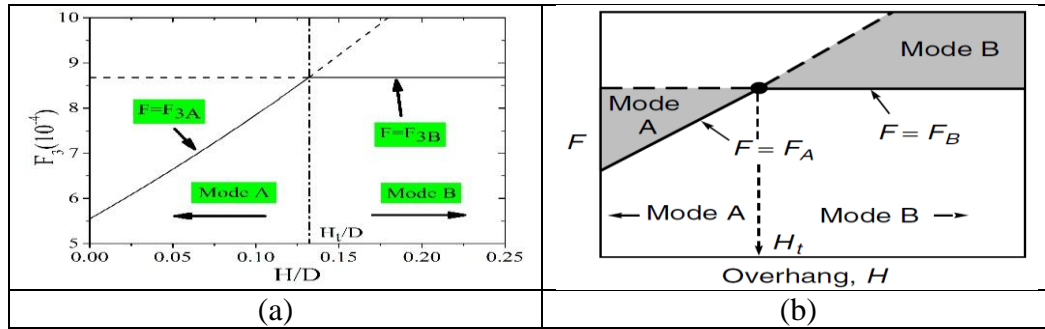 10
9
8
7
6
5
F3(10-4)
F=F3A
F=F3B
Mode A
Mode B
Ht/D
0.00
0.05
0.10
0.15
0.20
0.25
H/D
(a)
Mode B
Mode
A
F
F = FA
F = FB
Mode A
Mode B
Ht
Overhang, H
(b)